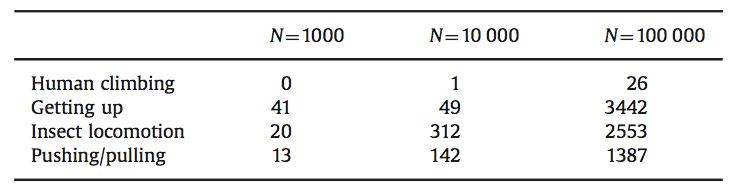 N=1000 N=10 000 N=100 000
Human climbing 0 1 26
Getting up 41 49 3442
Insect locomotion 20 312 2553
Pushing/pulling 13 142 1387